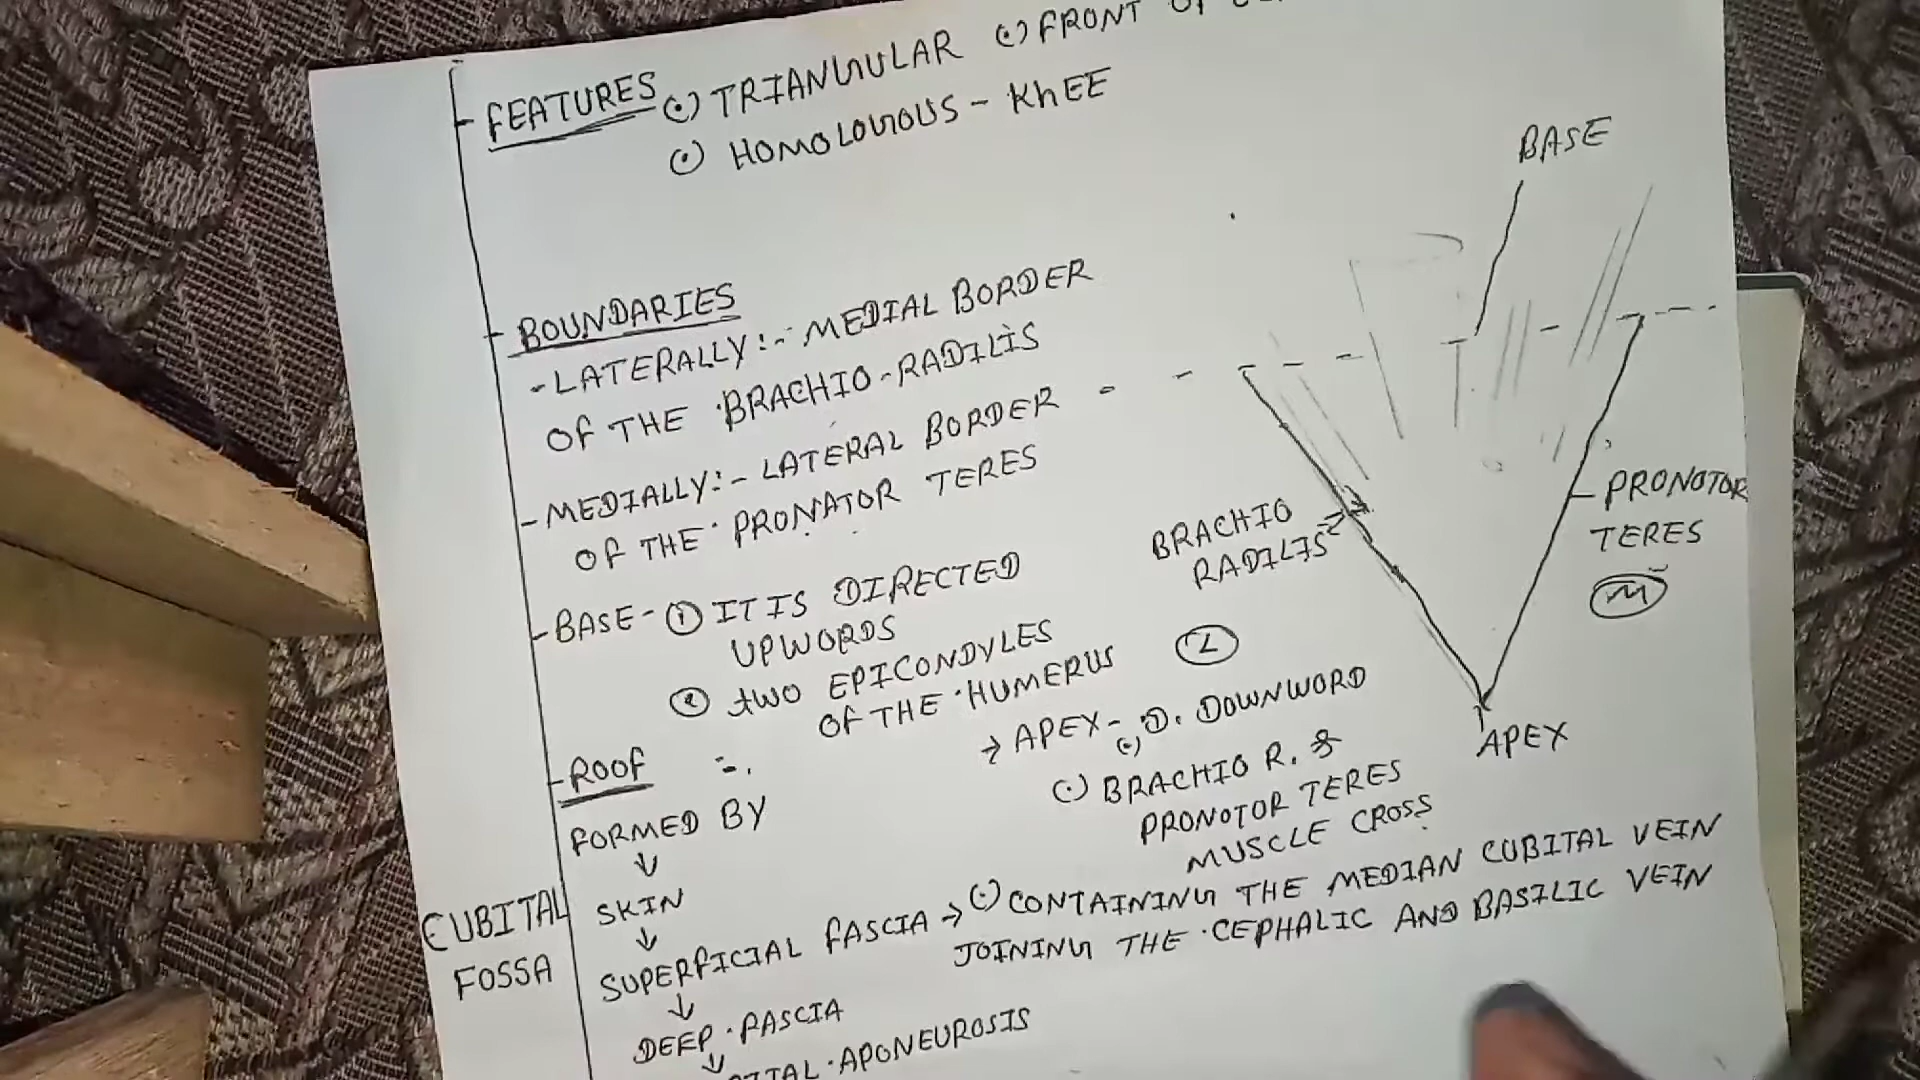 FEATURES (•) TRIANGULAR (•) FRONT OF
(•) HOMOLOGOUS - KhEE
BASE
BOUNDARIES
- LATERALLY :- MEDIAL BORDER
OF THE BRACHIO-RADILIS
- MEDIALLY :- LATERAL BORDER
OF THE PRONATOR TERES
BRACHIO
RADILIS
PRONOTOR
TERES
M
BASE - ① IT IS DIRECTED
UPWORDS
② TWO EPICONDYLES
OF THE HUMERUS
L
→ APEX - (•) D. DOWNWORD
(•) BRACHIO R. &
PRONOTOR TERES
MUSCLE CROSS
APEX
ROOF :-
FORMED BY
↓
SKIN
↓
SUPERFICIAL FASCIA → (•) CONTAINING THE MEDIAN CUBITAL VEIN
JOINING THE CEPHALIC AND BASILIC VEIN
↓
DEEP FASCIA
↓
APONEUROSIS
CUBITAL
FOSSA